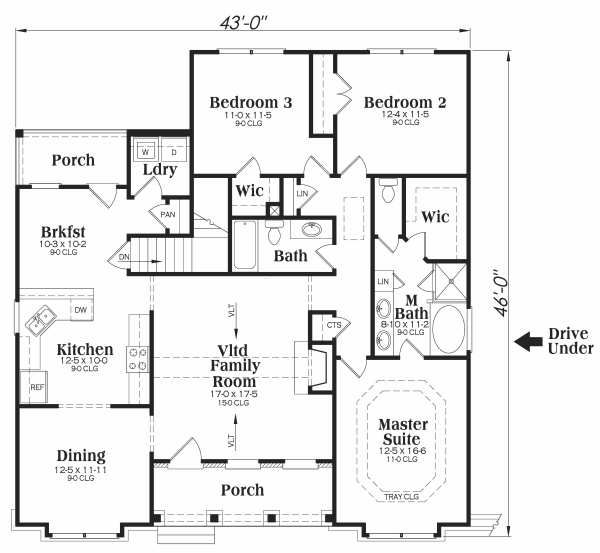 43'-0"
Bedroom 3
11-0 x 11-5
9-0 CLG
Bedroom 2
12-4 x 11-5
9-0 CLG
Porch
W
D
Ldry
Wic
LIN
PAN
Wic
Brkfst
10-3 x 10-2
9-0 CLG
DN
Bath
LIN
M
Bath
8-10 x 11-2
9-0 CLG
46'-0"
DW
VLT
CTS
Drive
Under
Kitchen
12-5 x 10-0
9-0 CLG
REF
Vltd
Family
Room
17-0 x 17-5
15-0 CLG
VLT
Master
Suite
12-5 x 16-6
11-0 CLG
TRAY CLG
Dining
12-5 x 11-11
9-0 CLG
Porch